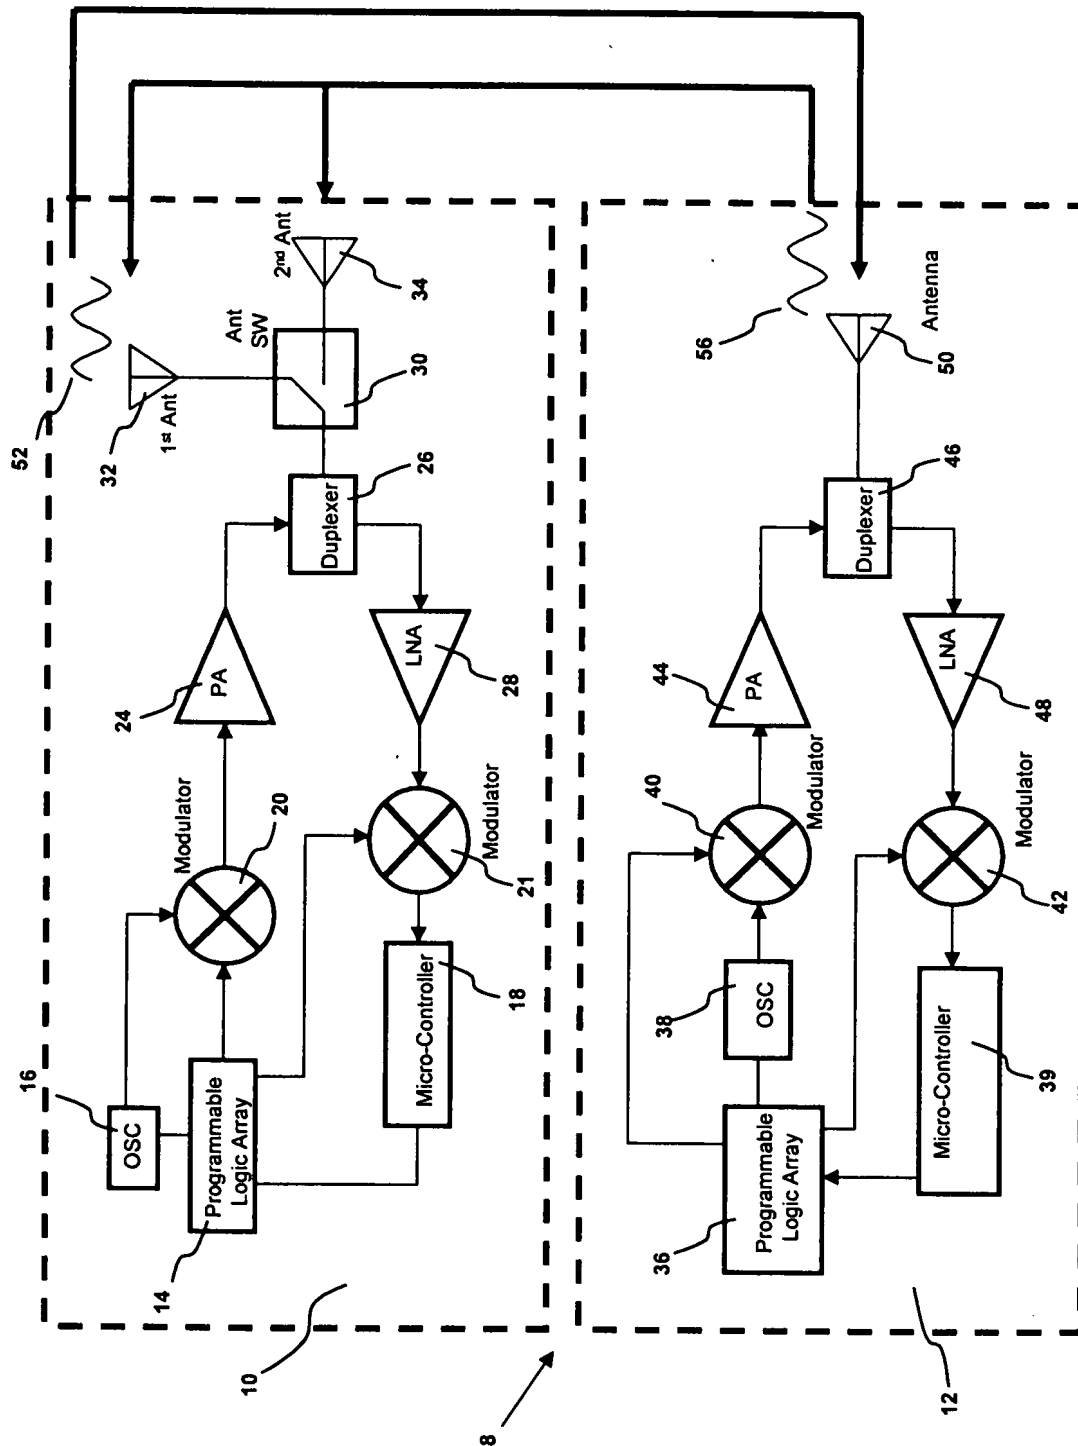 8
10
52
32
1st Ant
2nd Ant
34
Ant
SW
30
16
OSC
14
Programmable
Logic Array
Modulator
20
24
PA
Duplexer
26
LNA
28
21
Modulator
Micro-Controller
18
12
56
50
Antenna
36
Programmable
Logic Array
38
OSC
40
Modulator
44
PA
Duplexer
46
LNA
48
42
Modulator
Micro-Controller
39